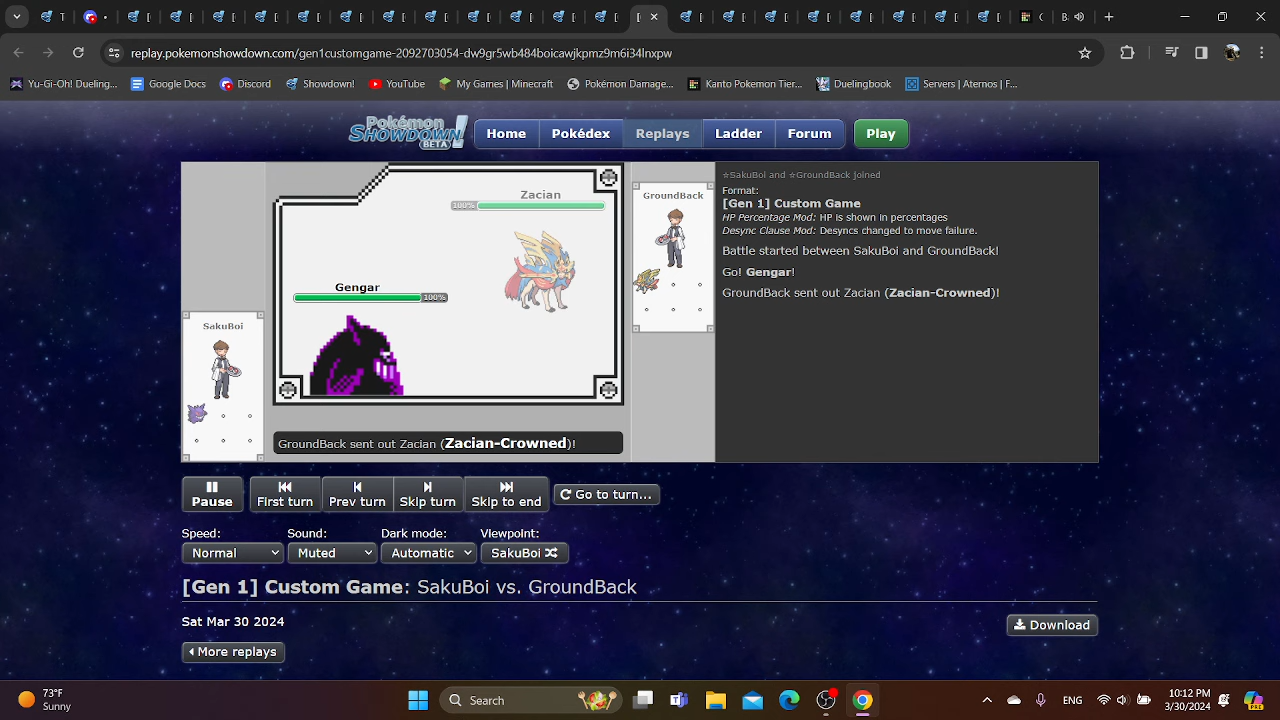 B
replay.pokemonshowdown.com/gen1customgame-2092703054-dw9gr5wb484boicawjkpmz9m6i34lnxpw
Yu-Gi-Oh! Dueling...
Google Docs
Discord
Showdown!
YouTube
My Games | Minecraft
Pokémon Damage...
Kanto Pokemon Tier...
Duelingbook
Servers | Aternos | F...
Pokémon
SHOWDOWN!
BETA
Home
Pokédex
Replays
Ladder
Forum
Play
Zacian
100%
Gengar
100%
SakuBoi
GroundBack
GroundBack sent out Zacian (Zacian-Crowned)!
☆SakuBoi and ☆GroundBack joined
Format:
[Gen 1] Custom Game
HP Percentage Mod: HP is shown in percentages
Desync Clause Mod: Desyncs changed to move failure.
Battle started between SakuBoi and GroundBack!
Go! Gengar!
GroundBack sent out Zacian (Zacian-Crowned)!
Pause
First turn
Prev turn
Skip turn
Skip to end
Go to turn...
Speed:
Sound:
Dark mode:
Viewpoint:
Normal
Muted
Automatic
SakuBoi
[Gen 1] Custom Game: SakuBoi vs. GroundBack
Sat Mar 30 2024
Download
More replays
73°F
Sunny
Search
ENG
10:12 PM
3/30/2024
PRE